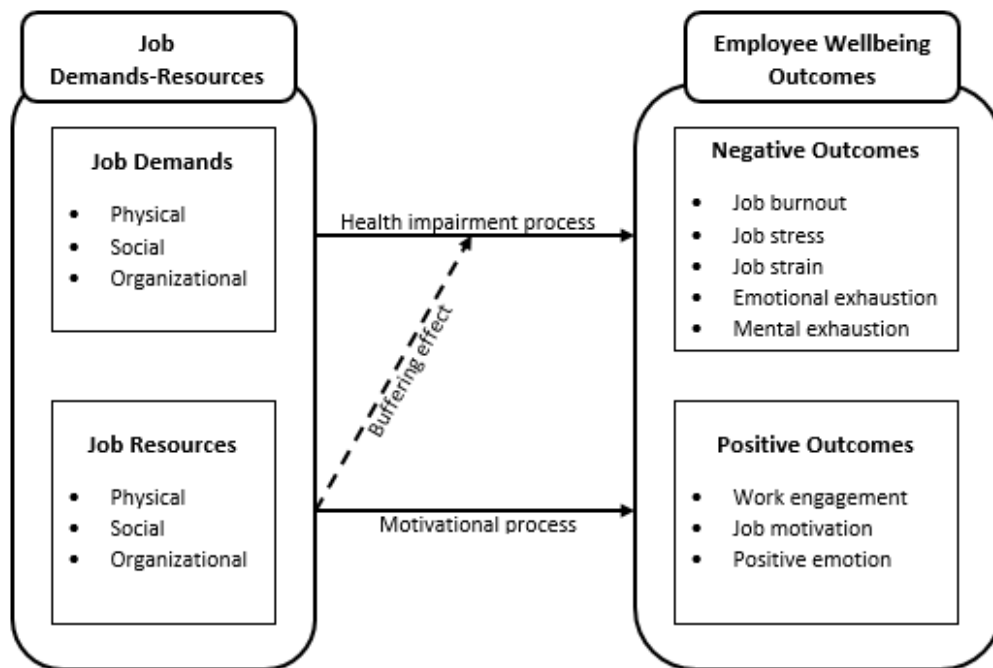 Job
Demands-Resources
Job Demands
• Physical
• Social
• Organizational
Job Resources
• Physical
• Social
• Organizational
Health impairment process
Buffering effect
Motivational process
Employee Wellbeing
Outcomes
Negative Outcomes
• Job burnout
• Job stress
• Job strain
• Emotional exhaustion
• Mental exhaustion
Positive Outcomes
• Work engagement
• Job motivation
• Positive emotion